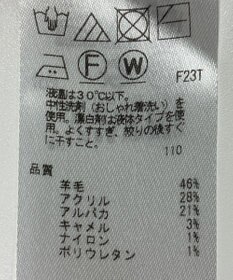 F23T
液温は30℃以下。
中性洗剤(おしゃれ着洗い)を
使用。漂白剤は液体タイプを使
用。よくすすぎ、絞りの後すぐ
に干すこと。
110
品質
羊毛 46%
アクリル 28%
アルパカ 21%
キャメル 3%
ナイロン 1%
ポリウレタン 1%